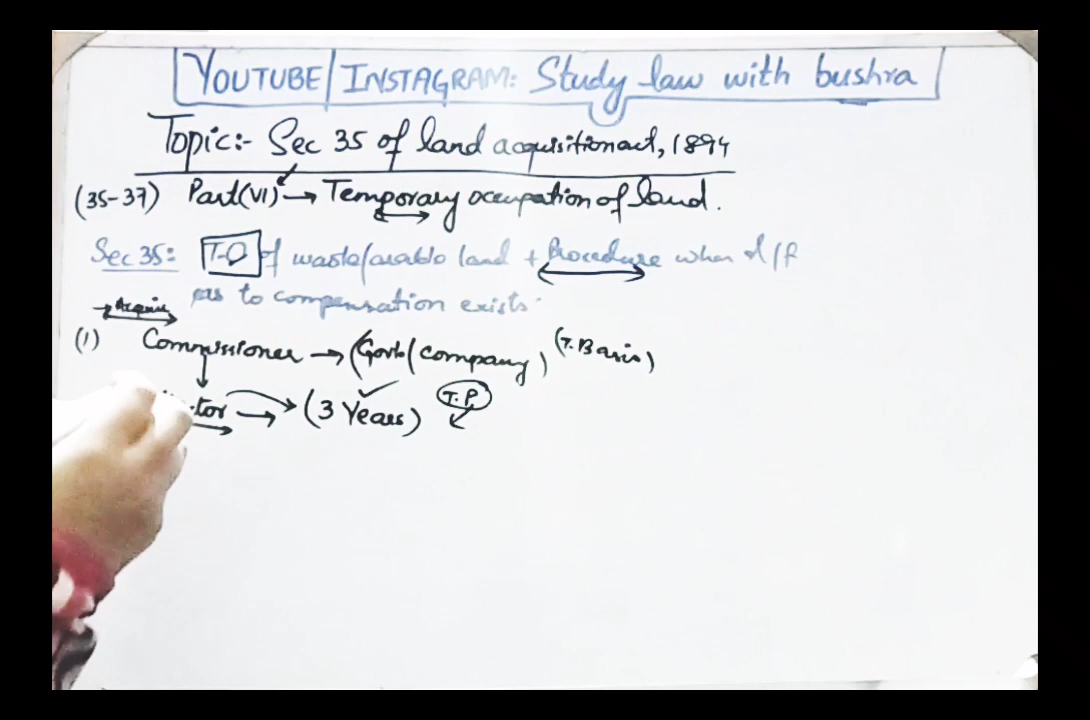 YOUTUBE/INSTAGRAM: Study law with bushra
Topic:- Sec 35 of land acquisition act, 1894
(35-37) Part(VI) → Temporary occupation of land.
Sec 35: T-O of waste/arable land + Procedure when d/f
as to compensation exists.
→ Acquire
(1) Commissioner → (Govt/company) (T. Basis)
tor → (3 Years) T.P